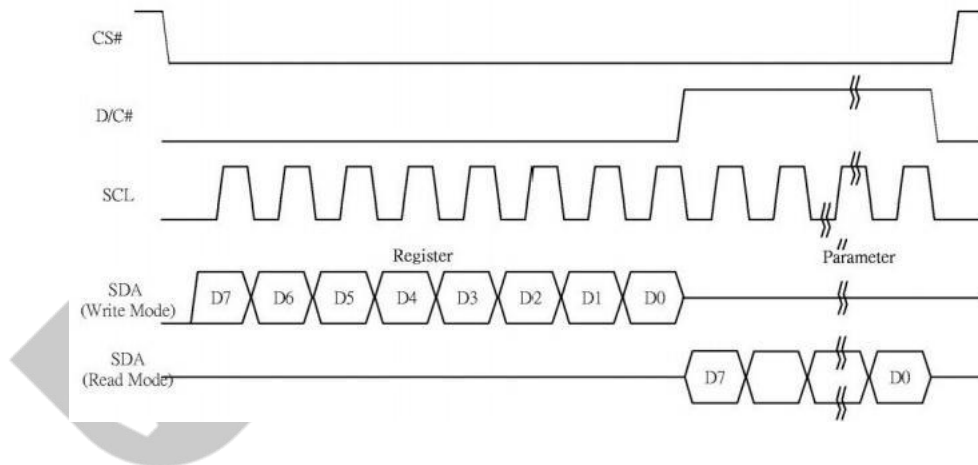 CS#
D/C#
SCL
Register
Parameter
SDA
(Write Mode)
D7 D6 D5 D4 D3 D2 D1 D0
SDA
(Read Mode)
D7 D0